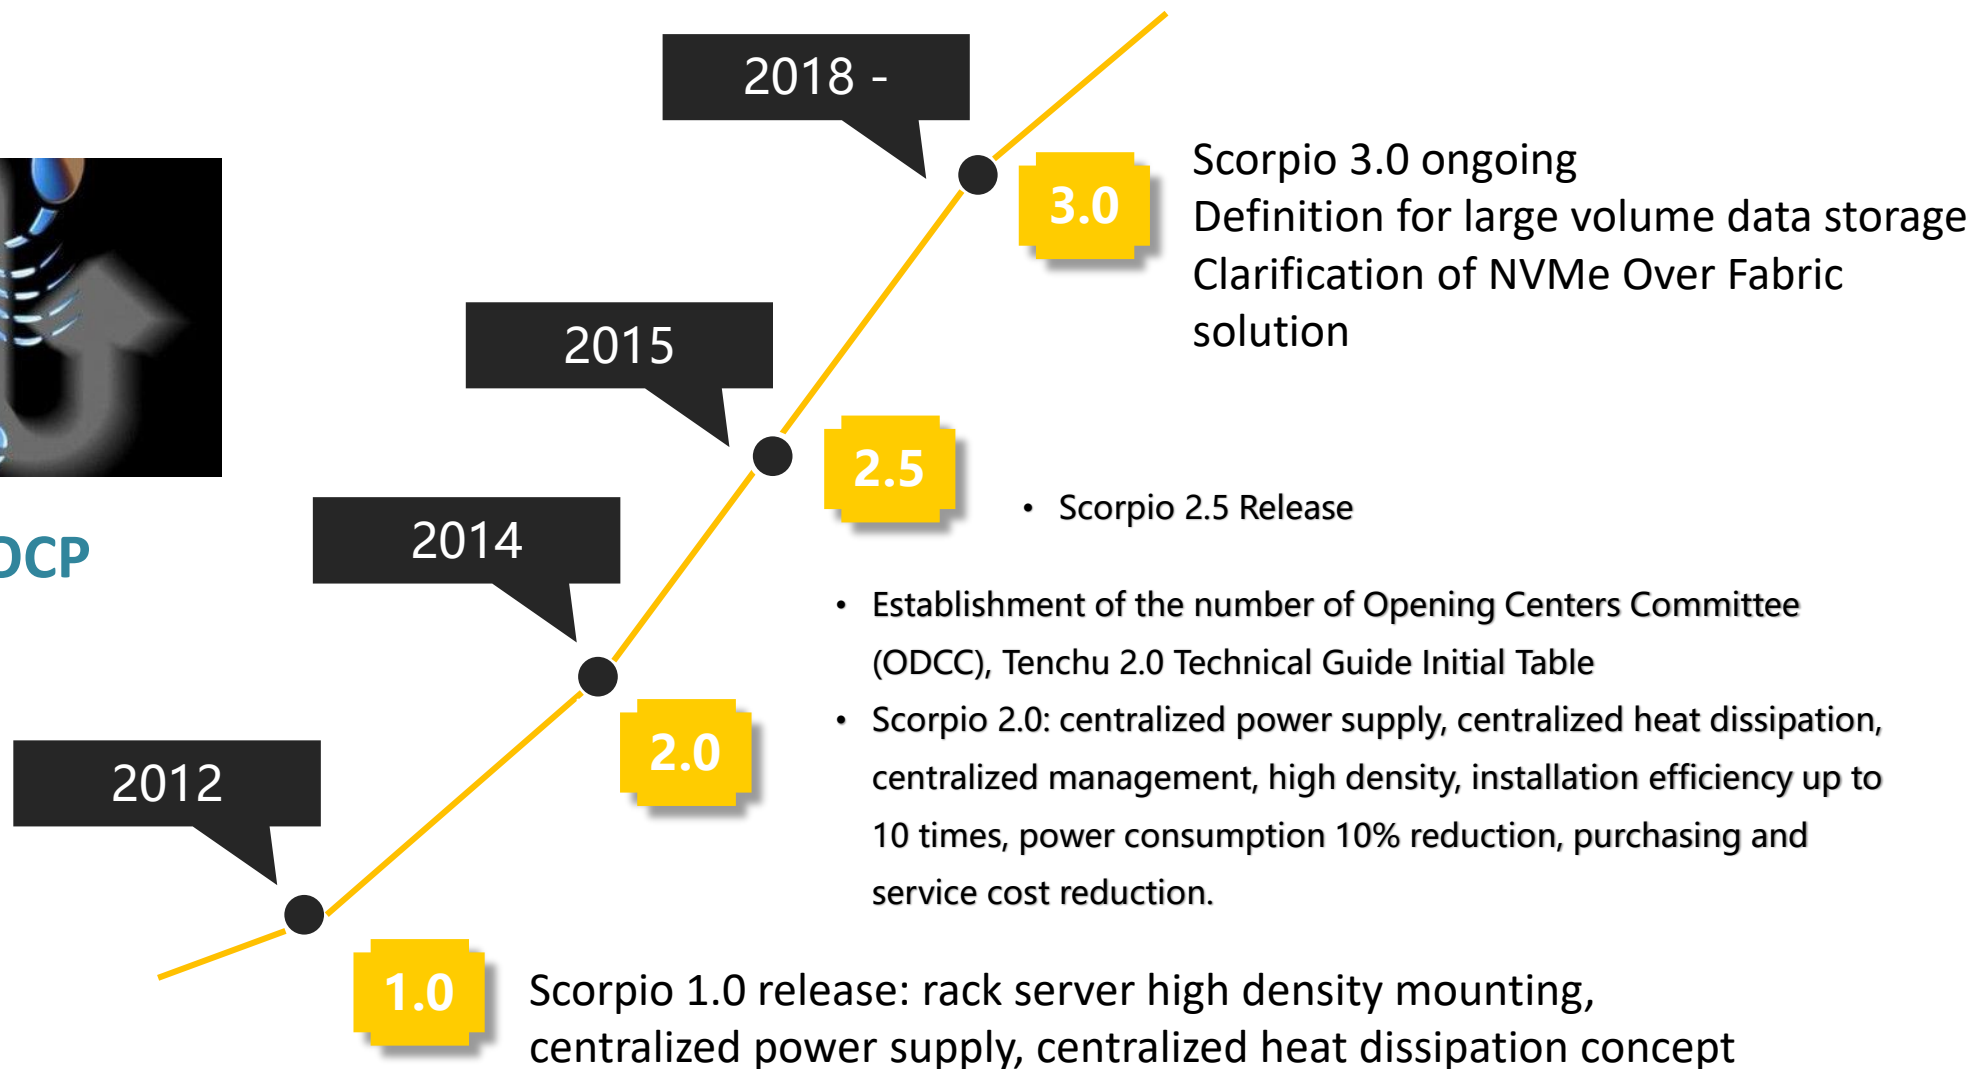 2018 -
3.0
Scorpio 3.0 ongoing
Definition for large volume data storage
Clarification of NVMe Over Fabric
solution
2015
2.5
• Scorpio 2.5 Release
OCP
2014
2.0
• Establishment of the number of Opening Centers Committee
(ODCC), Tenchu 2.0 Technical Guide Initial Table
• Scorpio 2.0: centralized power supply, centralized heat dissipation,
centralized management, high density, installation efficiency up to
10 times, power consumption 10% reduction, purchasing and
service cost reduction.
2012
1.0
Scorpio 1.0 release: rack server high density mounting,
centralized power supply, centralized heat dissipation concept